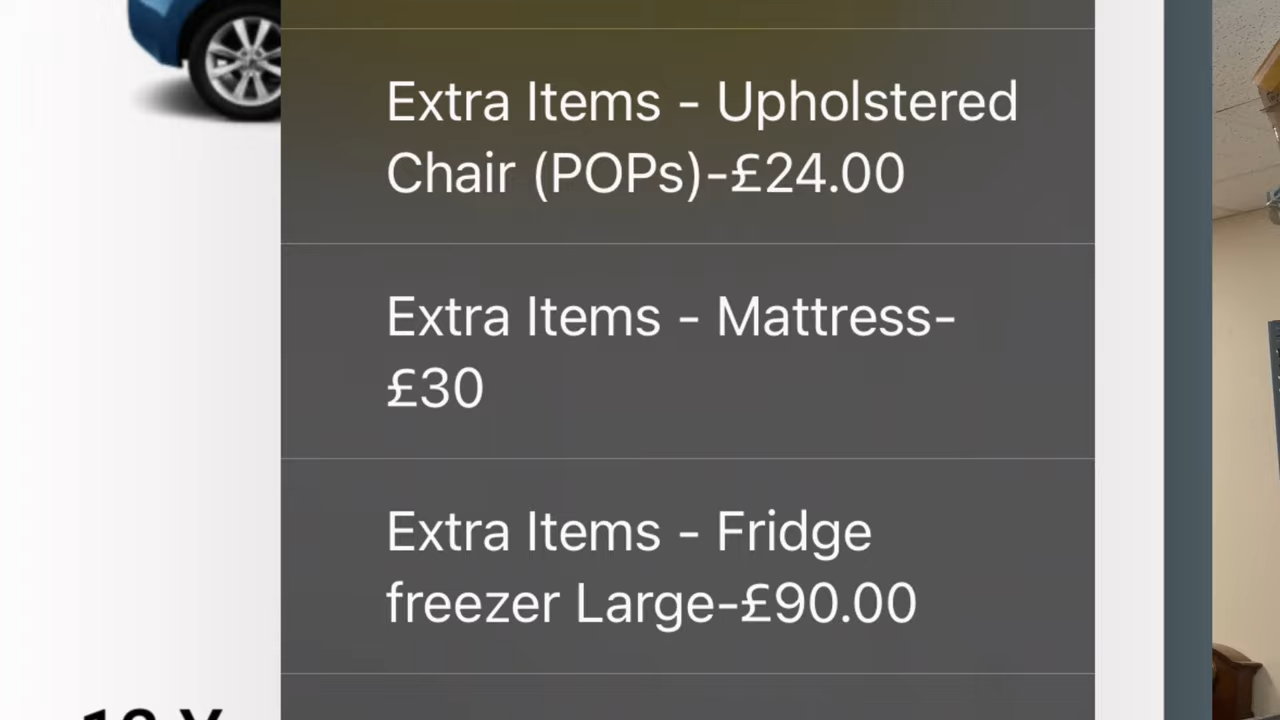 Extra Items - Upholstered
Chair (POPs)-£24.00
Extra Items - Mattress-
£30
Extra Items - Fridge
freezer Large-£90.00